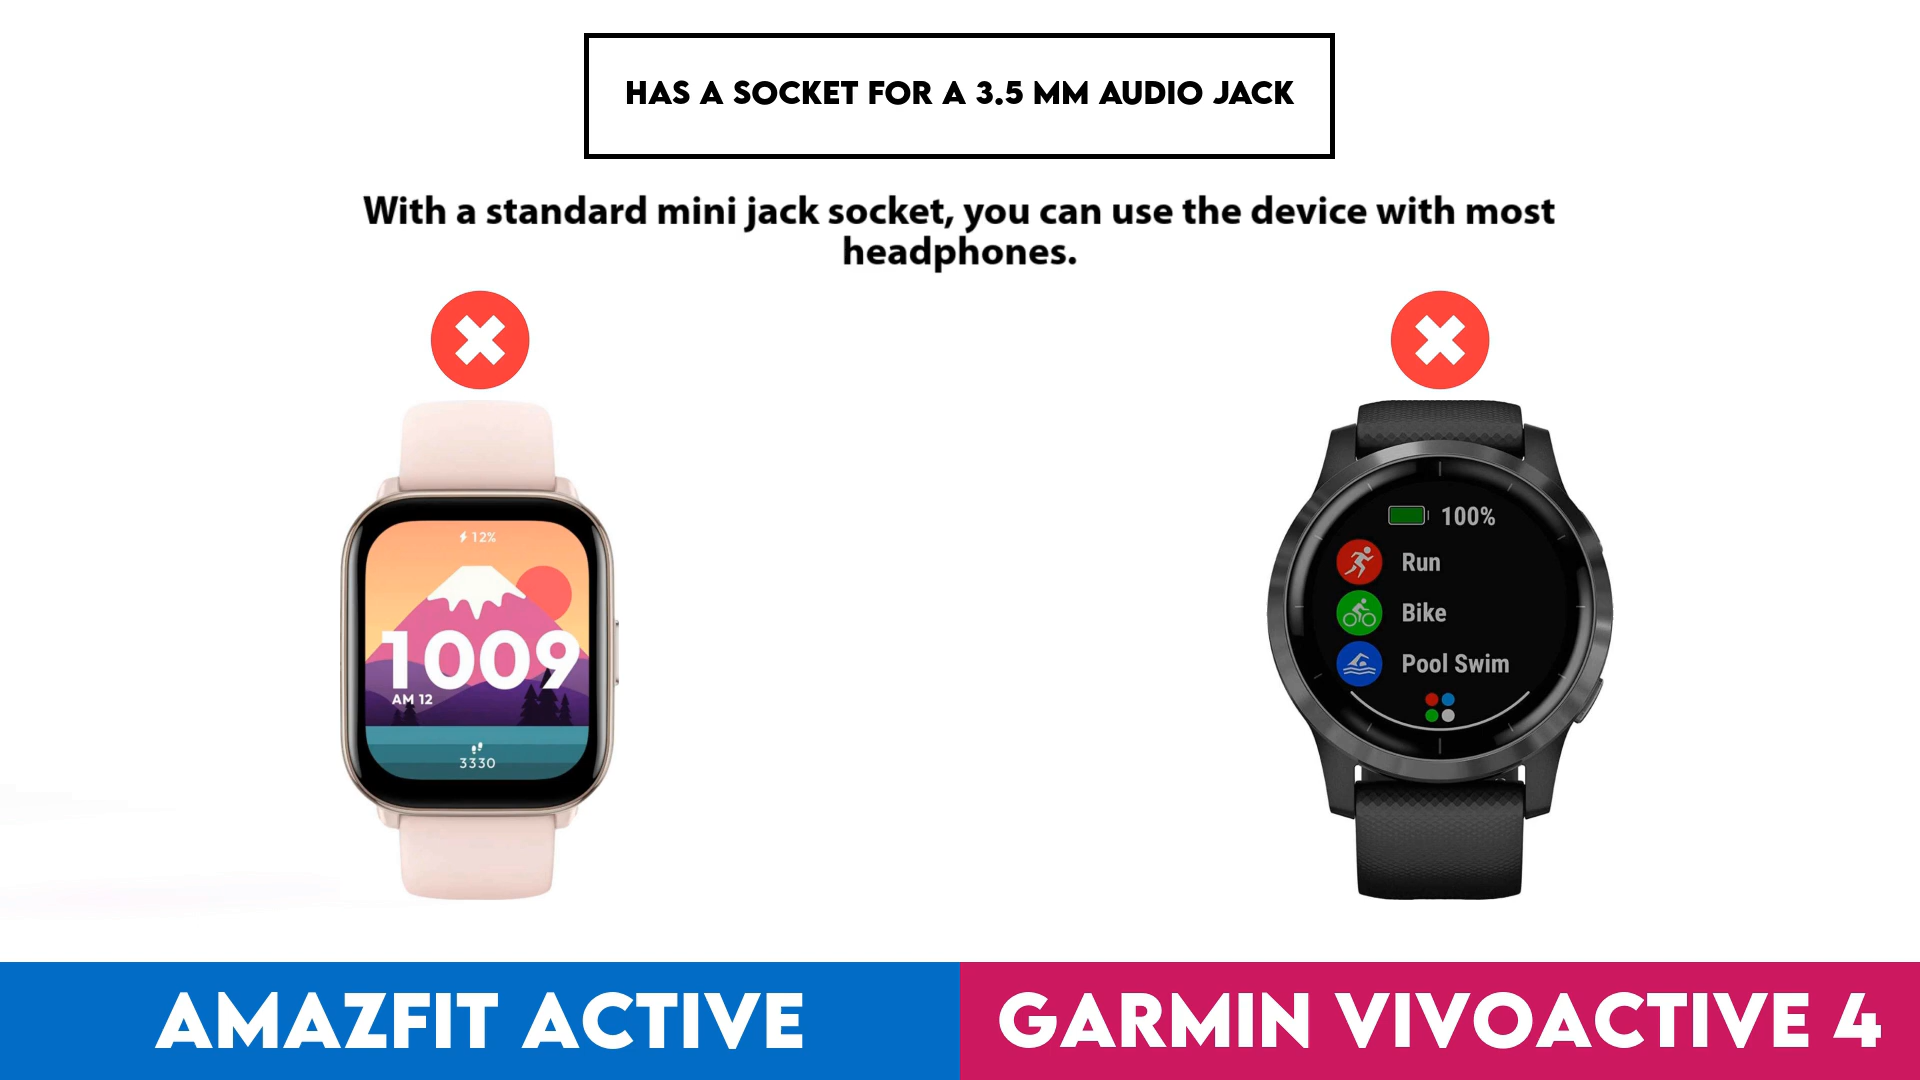 HAS A SOCKET FOR A 3.5 MM AUDIO JACK
With a standard mini jack socket, you can use the device with most
headphones.
12%
1009
AM 12
3330
100%
Run
Bike
Pool Swim
AMAZFIT ACTIVE
GARMIN VIVOACTIVE 4